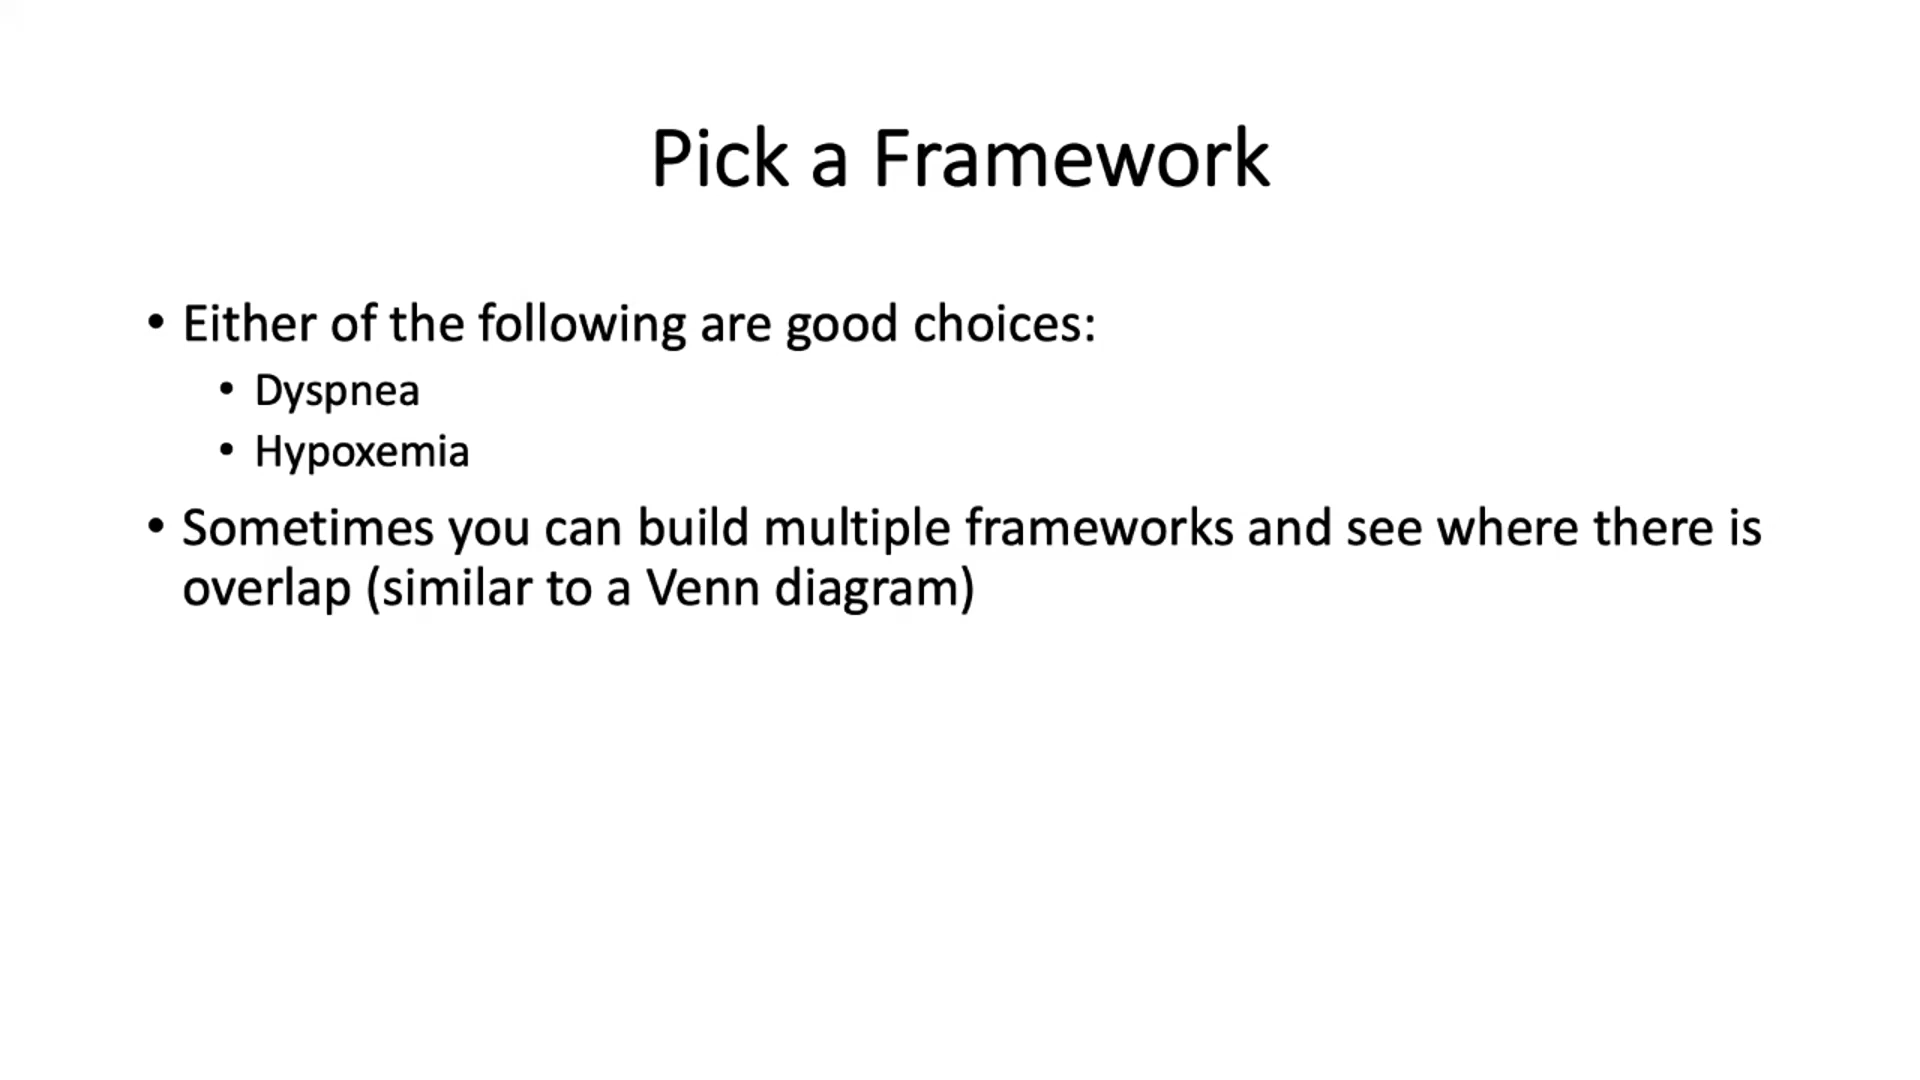 Pick a Framework
• Either of the following are good choices:
• Dyspnea
• Hypoxemia
• Sometimes you can build multiple frameworks and see where there is
overlap (similar to a Venn diagram)